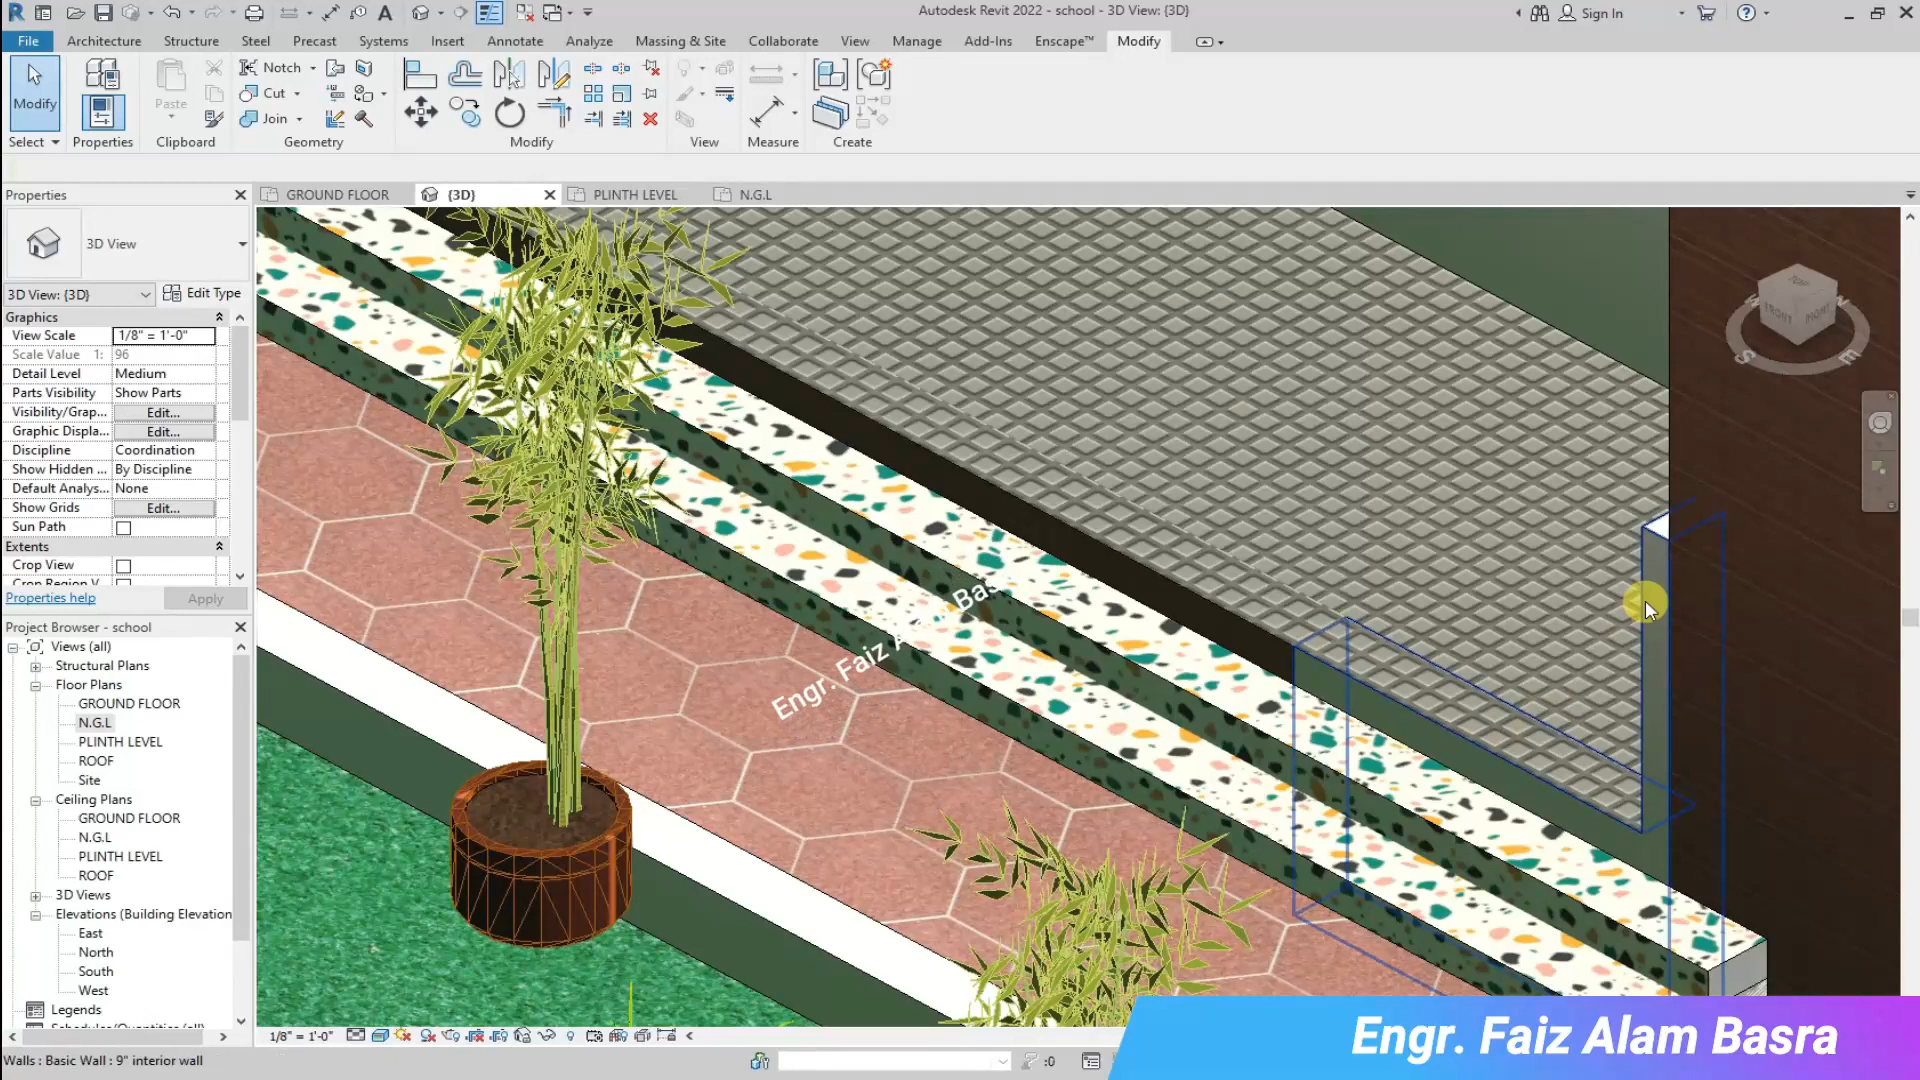 Autodesk Revit 2022 - school - 3D View: {3D}
Sign In
File
Architecture
Structure
Steel
Precast
Systems
Insert
Annotate
Analyze
Massing & Site
Collaborate
View
Manage
Add-Ins
Enscape™
Modify
Modify
Paste
Notch
Cut
Join
Select
Properties
Clipboard
Geometry
Modify
View
Measure
Create
Properties
GROUND FLOOR
{3D}
PLINTH LEVEL
N.G.L
3D View
3D View: {3D}
Edit Type
Graphics
View Scale 1/8" = 1'-0"
Scale Value 1: 96
Detail Level Medium
Parts Visibility Show Parts
Visibility/Grap... Edit...
Graphic Displa... Edit...
Discipline Coordination
Show Hidden ... By Discipline
Default Analys... None
Show Grids Edit...
Sun Path
Extents
Crop View
Properties help
Apply
Project Browser - school
Views (all)
Structural Plans
Floor Plans
GROUND FLOOR
N.G.L
PLINTH LEVEL
ROOF
Site
Ceiling Plans
GROUND FLOOR
N.G.L
PLINTH LEVEL
ROOF
3D Views
Elevations (Building Elevation
East
North
South
West
Legends
TOP
FRONT
W
N
S
E
Engr. Faiz A Bas
1/8" = 1'-0"
Walls : Basic Wall : 9" interior wall
:0
Engr. Faiz Alam Basra